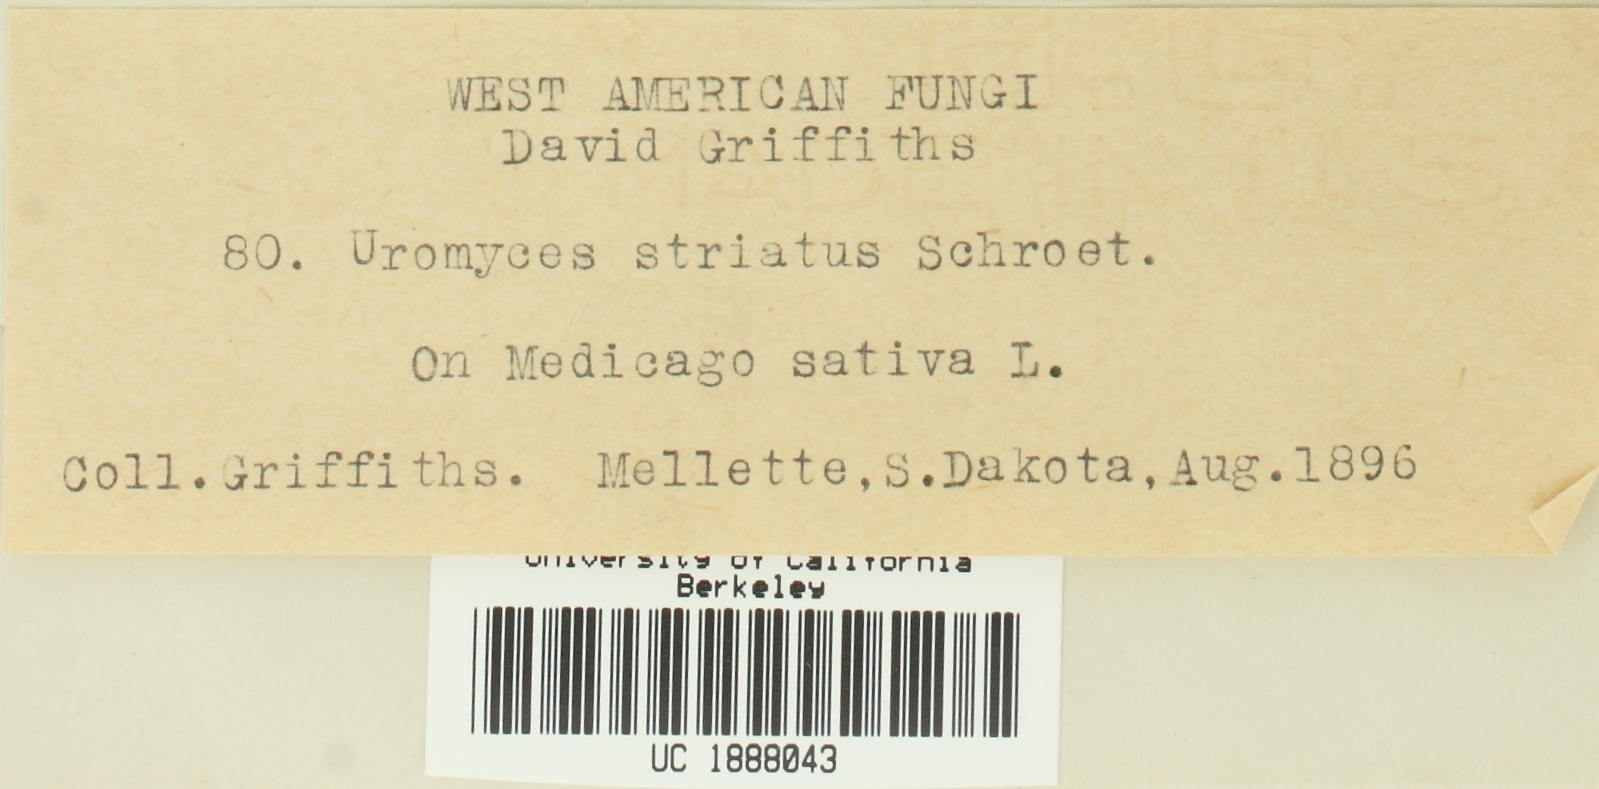 WEST AMERICAN FUNGI
David Griffiths
80. Uromyces striatus Schroet.
On Medicago sativa L.
Coll.Griffiths. Mellette,S.Dakota,Aug.1896
University of California
Berkeley
UC 1888043